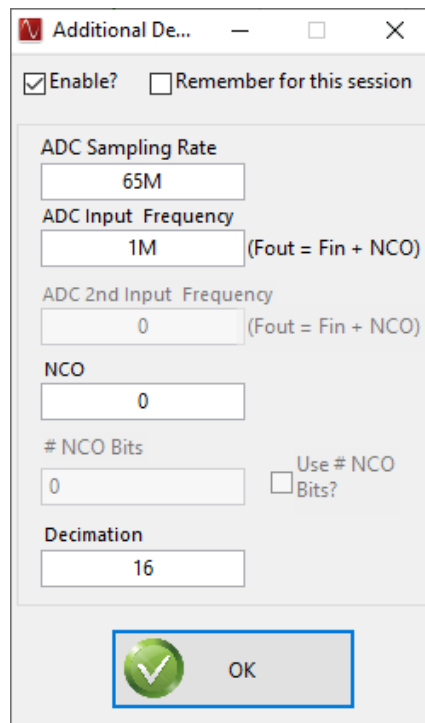 Additional De...
Enable? Remember for this session
ADC Sampling Rate
65M
ADC Input Frequency
1M (Fout = Fin + NCO)
ADC 2nd Input Frequency
0 (Fout = Fin + NCO)
NCO
0
# NCO Bits
0
Use # NCO
Bits?
Decimation
16
OK